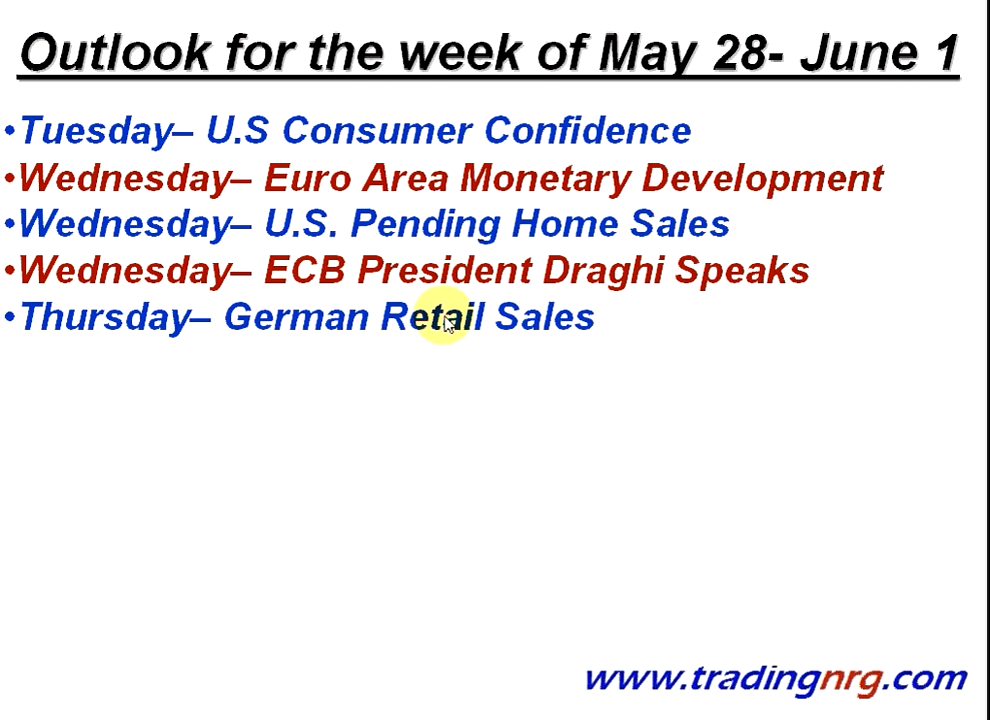 Outlook for the week of May 28- June 1
•Tuesday– U.S Consumer Confidence
•Wednesday– Euro Area Monetary Development
•Wednesday– U.S. Pending Home Sales
•Wednesday– ECB President Draghi Speaks
•Thursday– German Retail Sales
www.tradingnrg.com